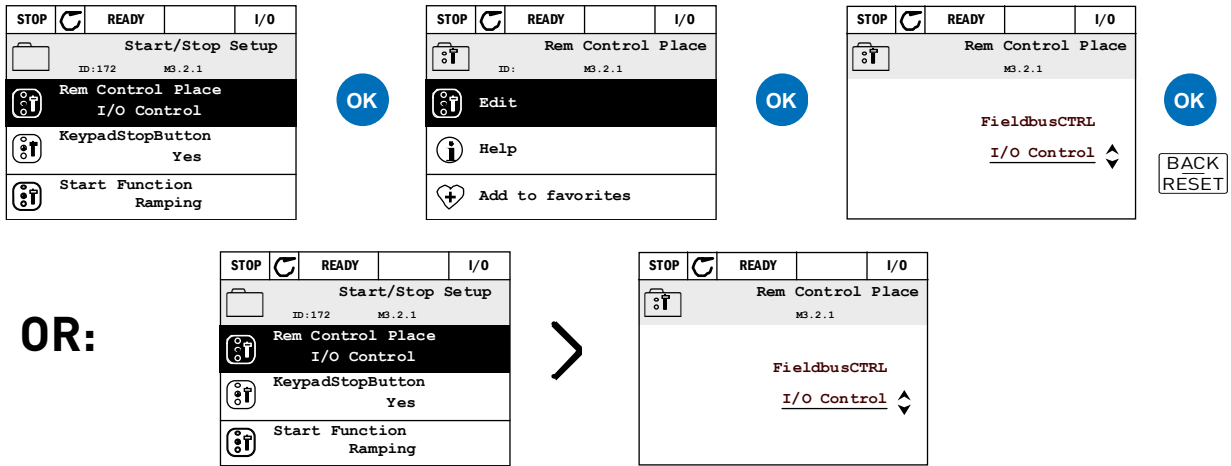 STOP READY I/O
Start/Stop Setup
ID:172 M3.2.1
Rem Control Place
I/O Control
KeypadStopButton
Yes
Start Function
Ramping
OK
STOP READY I/O
Rem Control Place
ID: M3.2.1
Edit
Help
Add to favorites
OK
STOP READY I/O
Rem Control Place
M3.2.1
FieldbusCTRL
I/O Control
OK
BACK
RESET
OR:
STOP READY I/O
Start/Stop Setup
ID:172 M3.2.1
Rem Control Place
I/O Control
KeypadStopButton
Yes
Start Function
Ramping
STOP READY I/O
Rem Control Place
M3.2.1
FieldbusCTRL
I/O Control